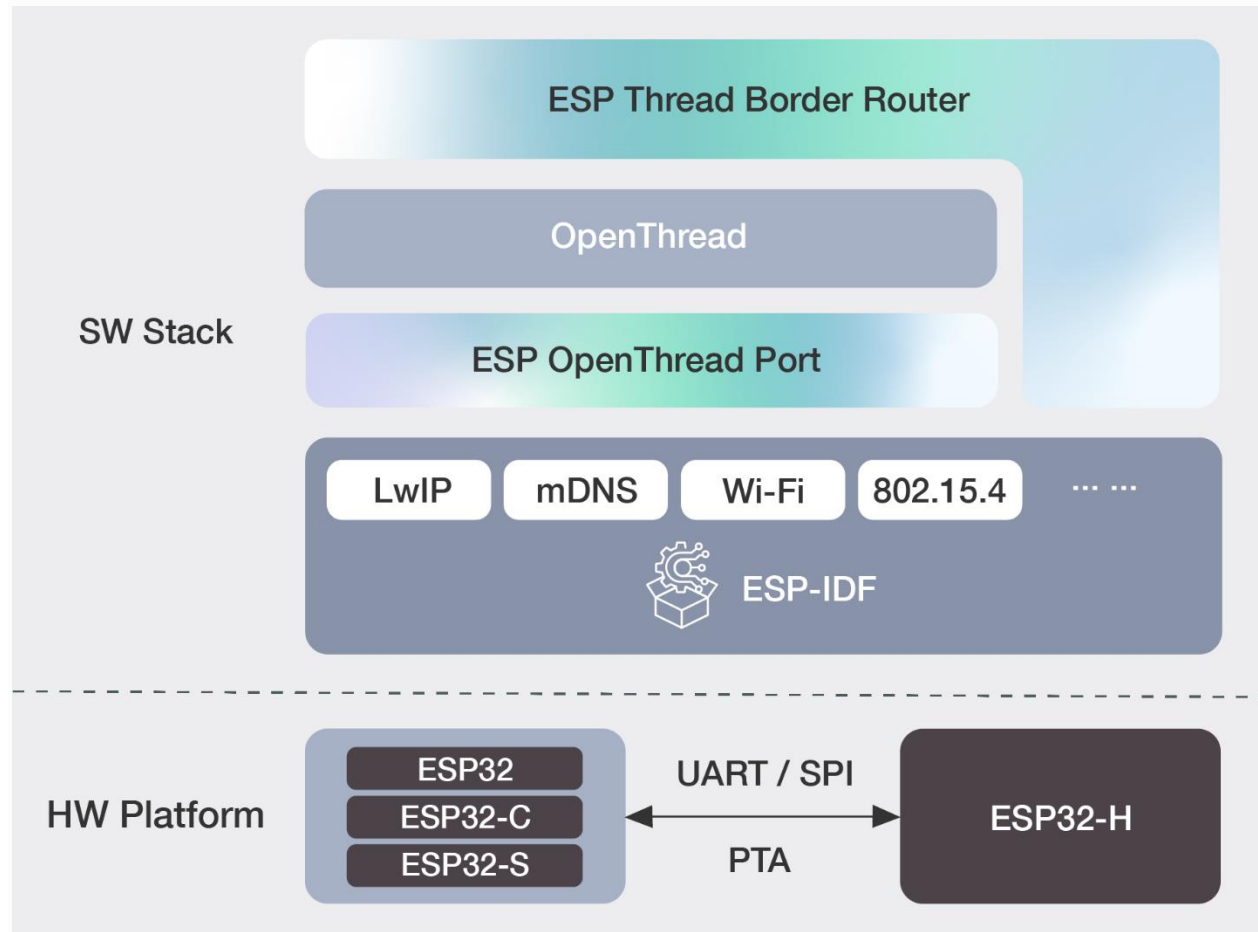 ESP Thread Border Router
OpenThread
SW Stack
ESP OpenThread Port
LwIP
mDNS
Wi-Fi
802.15.4
... ...
ESP-IDF
HW Platform
ESP32
ESP32-C
ESP32-S
UART / SPI
PTA
ESP32-H